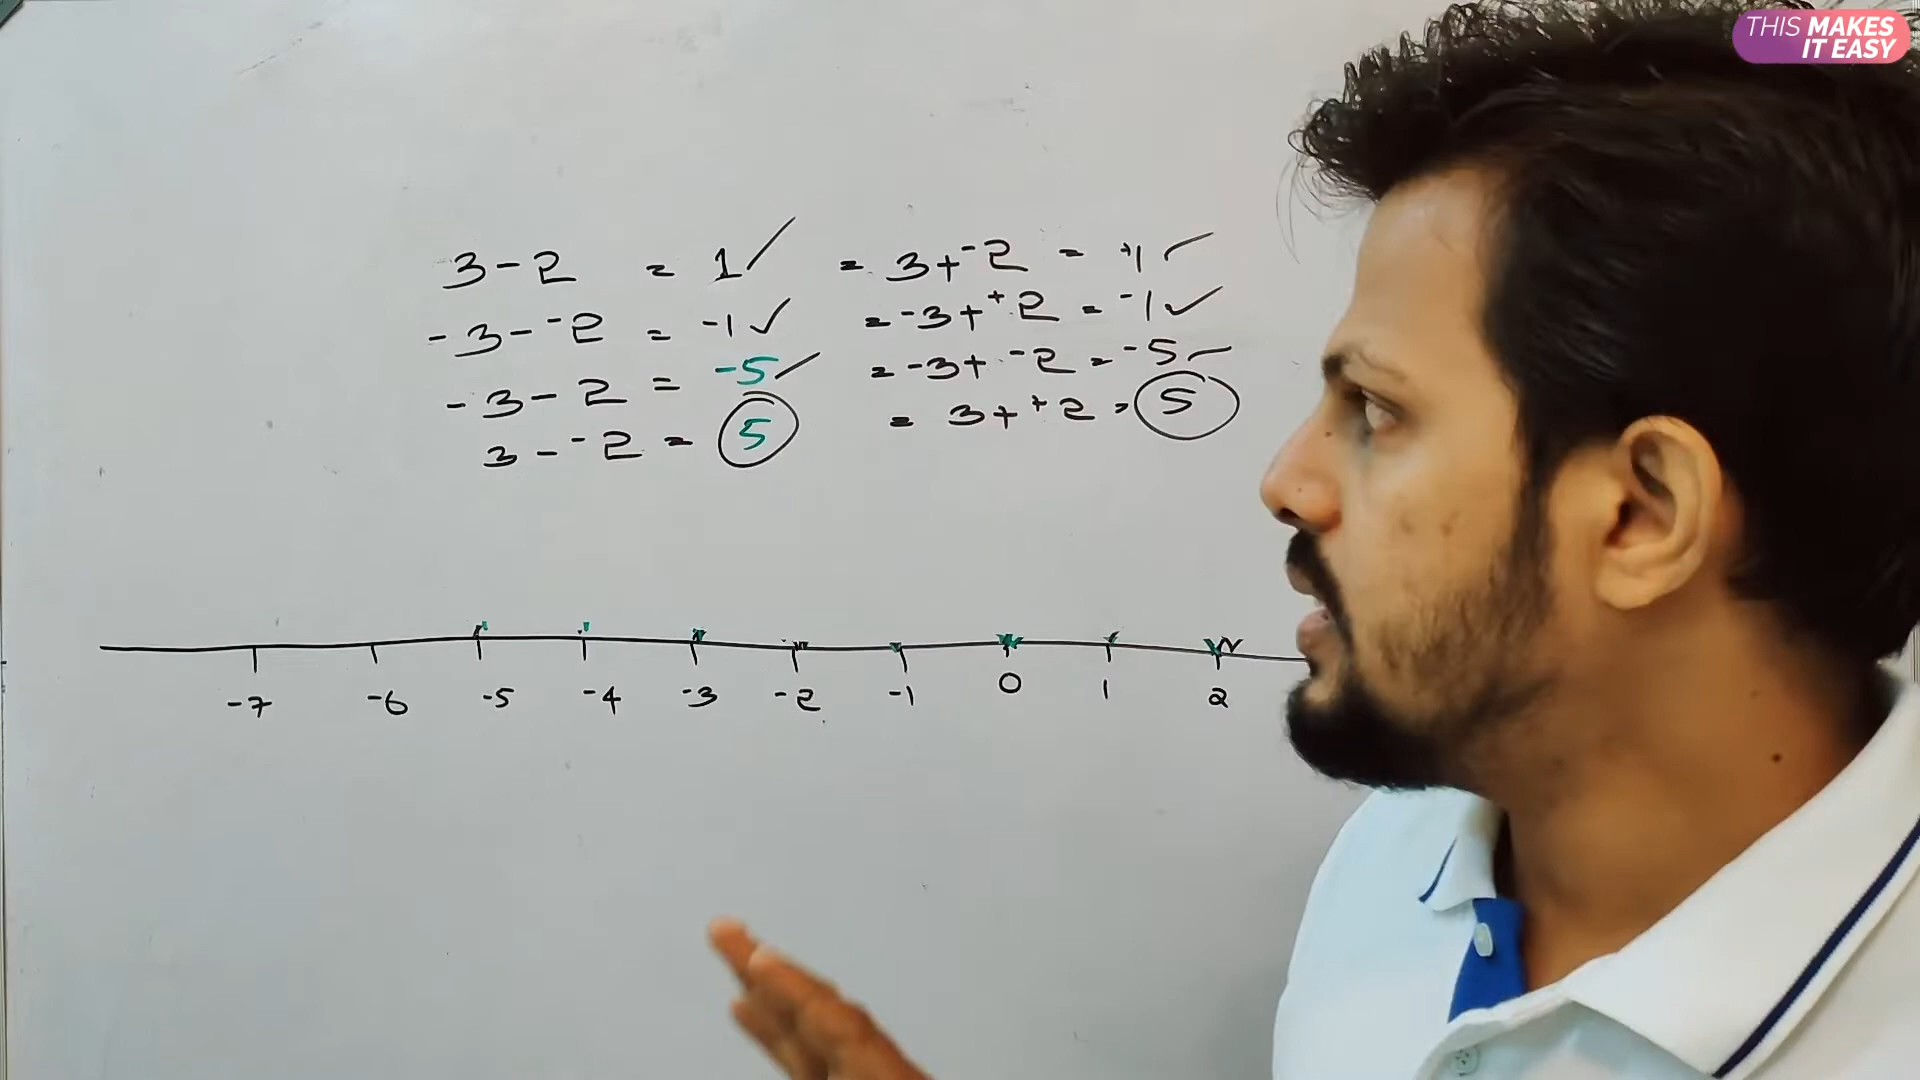 THIS MAKES
IT EASY
3-2 = 1 ✓ = 3+⁻2 = ⁺1 ✓
-3-⁻2 = -1 ✓ = -3+⁺2 = ⁻1 ✓
-3-2 = -5 ✓ = -3+⁻2 = ⁻5 ✓
3-⁻2 = 5 = 3+⁺2 = 5
-7 -6 -5 -4 -3 -2 -1 0 1 2